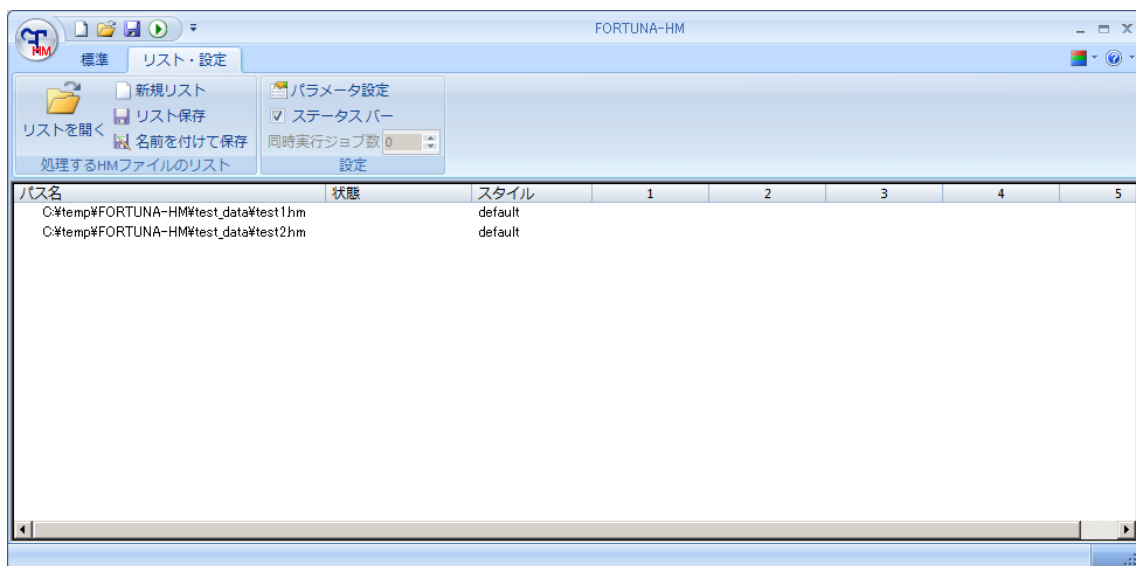 FORTUNA-HM
HM
標準 リスト・設定
リストを開く
新規リスト
リスト保存
名前を付けて保存
処理するHMファイルのリスト
パラメータ設定
ステータス バー
同時実行ジョブ数 0
設定
パス名 状態 スタイル 1 2 3 4 5
C:¥temp¥FORTUNA-HM¥test_data¥test1.hm default
C:¥temp¥FORTUNA-HM¥test_data¥test2.hm default